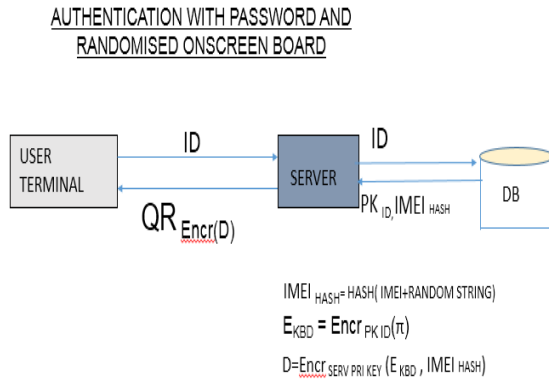 AUTHENTICATION WITH PASSWORD AND
RANDOMISED ONSCREEN BOARD
USER
TERMINAL
ID
QR Encr(D)
SERVER
ID
PK ID, IMEI HASH
DB
IMEI HASH= HASH( IMEI+RANDOM STRING)
E KBD = Encr PK ID(π)
D=Encr SERV PRI KEY (E KBD , IMEI HASH)